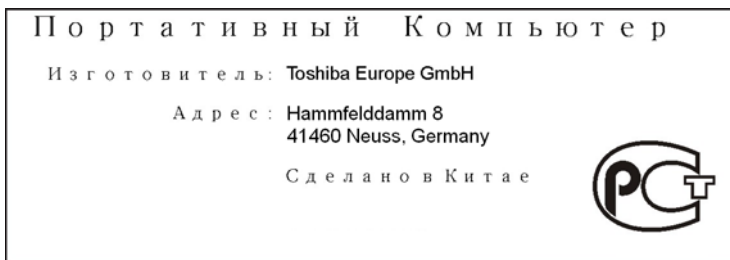 Портативный Компьютер
Изготовитель: Toshiba Europe GmbH
Адрес: Hammfelddamm 8
41460 Neuss, Germany
Сделано в Китае
РСТ